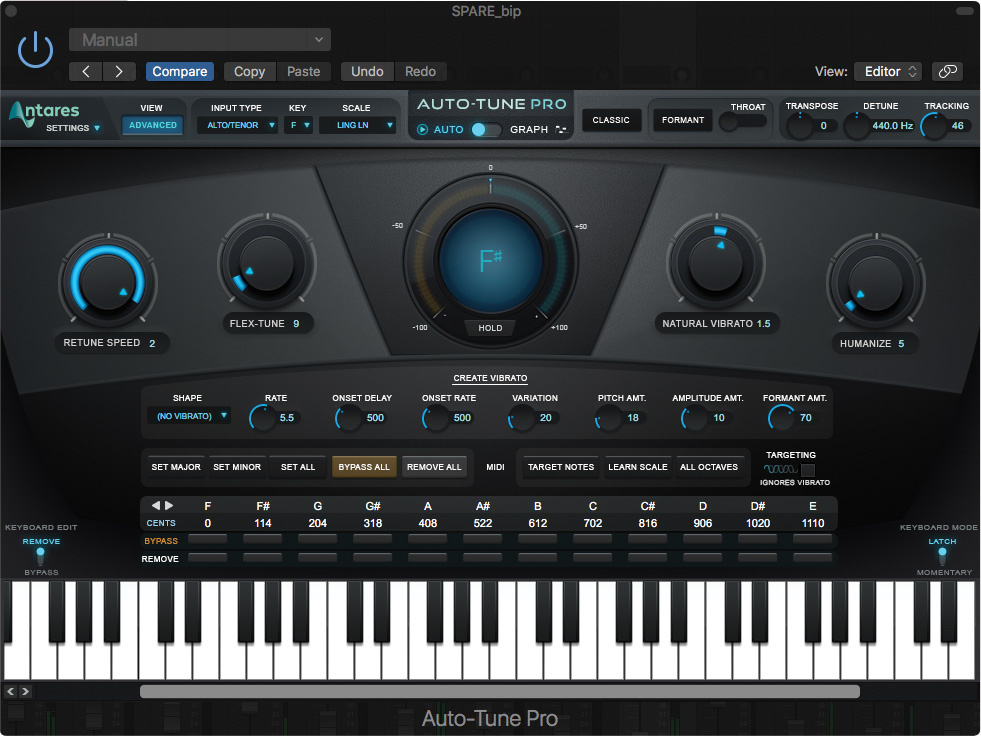 SPARE_bip
Manual
Compare Copy Paste Undo Redo View: Editor
Antares
SETTINGS
VIEW
ADVANCED
INPUT TYPE KEY SCALE
ALTO/TENOR F LING LN
AUTO-TUNE PRO
AUTO GRAPH
CLASSIC
FORMANT
THROAT
TRANSPOSE DETUNE TRACKING
0 440.0 Hz 46
0
-50 +50
F#
-100 +100
HOLD
FLEX-TUNE 9
NATURAL VIBRATO 1.5
RETUNE SPEED 2
HUMANIZE 5
CREATE VIBRATO
SHAPE RATE ONSET DELAY ONSET RATE VARIATION PITCH AMT. AMPLITUDE AMT. FORMANT AMT.
(NO VIBRATO) 5.5 500 500 20 18 10 70
SET MAJOR SET MINOR SET ALL BYPASS ALL REMOVE ALL MIDI TARGET NOTES LEARN SCALE ALL OCTAVES
TARGETING
IGNORES VIBRATO
F F# G G# A A# B C C# D D# E
CENTS 0 114 204 318 408 522 612 702 816 906 1020 1110
BYPASS
REMOVE
KEYBOARD EDIT
REMOVE
BYPASS
KEYBOARD MODE
LATCH
MOMENTARY
Auto-Tune Pro